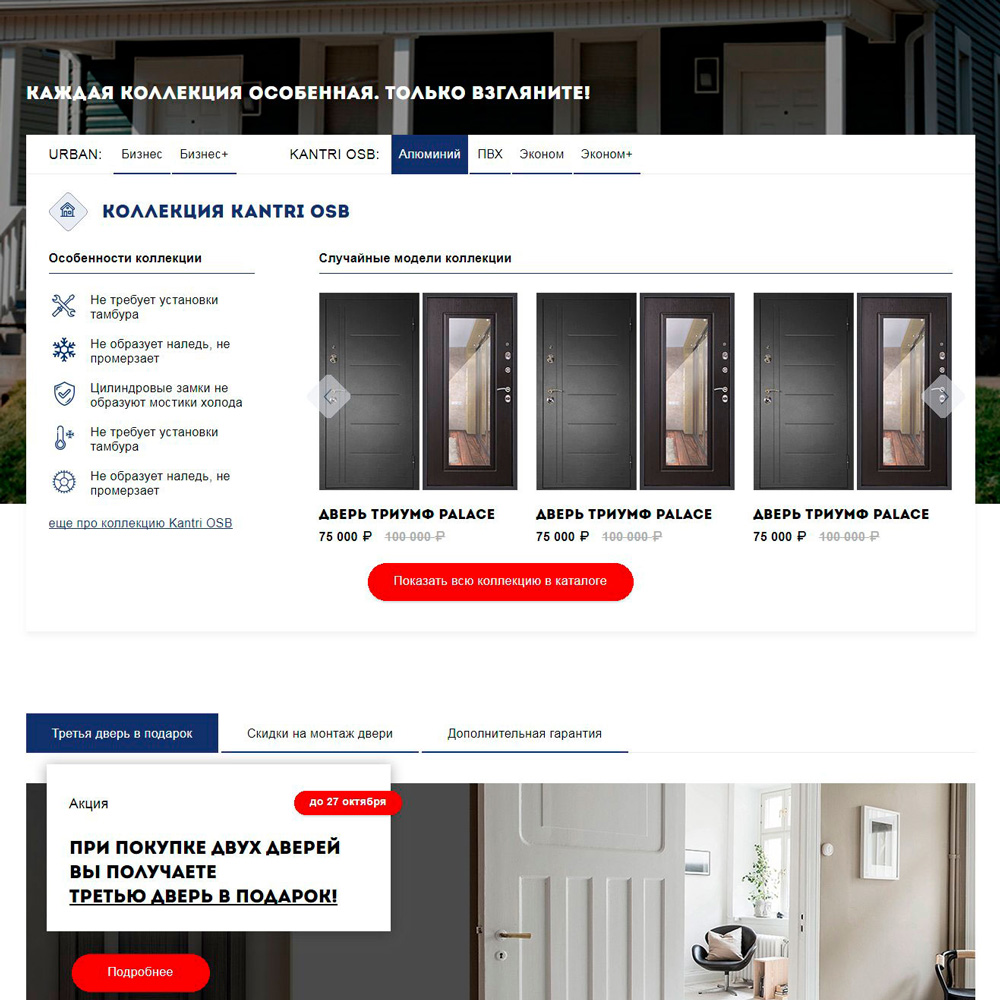 КАЖДАЯ КОЛЛЕКЦИЯ ОСОБЕННАЯ. ТОЛЬКО ВЗГЛЯНИТЕ!
URBAN: Бизнес Бизнес+ KANTRI OSB: Алюминий ПВХ Эконом Эконом+
КОЛЛЕКЦИЯ KANTRI OSB
Особенности коллекции
Не требует установки
тамбура
Не образует наледь, не
промерзает
Цилиндровые замки не
образуют мостики холода
Не требует установки
тамбура
Не образует наледь, не
промерзает
еще про коллекцию Kantri OSB
Случайные модели коллекции
ДВЕРЬ ТРИУМФ PALACE
75 000 ₽ 100 000 ₽
ДВЕРЬ ТРИУМФ PALACE
75 000 ₽ 100 000 ₽
ДВЕРЬ ТРИУМФ PALACE
75 000 ₽ 100 000 ₽
Показать всю коллекцию в каталоге
Третья дверь в подарок Скидки на монтаж двери Дополнительная гарантия
Акция до 27 октября
ПРИ ПОКУПКЕ ДВУХ ДВЕРЕЙ
ВЫ ПОЛУЧАЕТЕ
ТРЕТЬЮ ДВЕРЬ В ПОДАРОК!
Подробнее